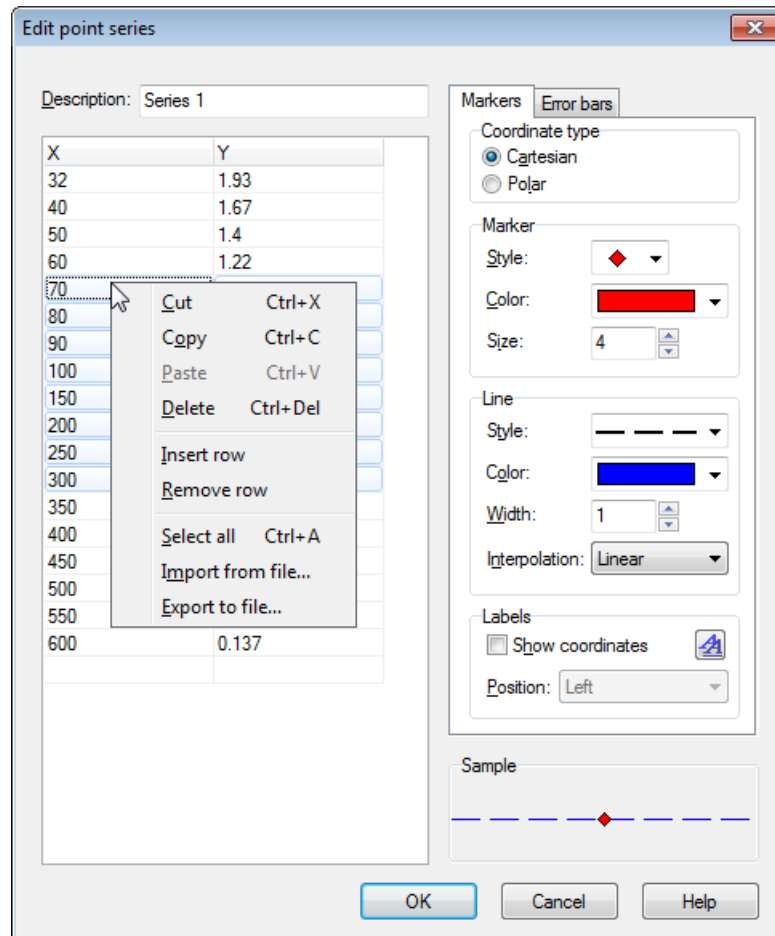 Edit point series
Description: Series 1
X Y
32 1.93
40 1.67
50 1.4
60 1.22
70
80
90
100
150
200
250
300
350
400
450
500
550
600 0.137
Cut Ctrl+X
Copy Ctrl+C
Paste Ctrl+V
Delete Ctrl+Del
Insert row
Remove row
Select all Ctrl+A
Import from file...
Export to file...
Markers Error bars
Coordinate type
Cartesian
Polar
Marker
Style:
Color:
Size: 4
Line
Style:
Color:
Width: 1
Interpolation: Linear
Labels
Show coordinates
Position: Left
Sample
OK Cancel Help